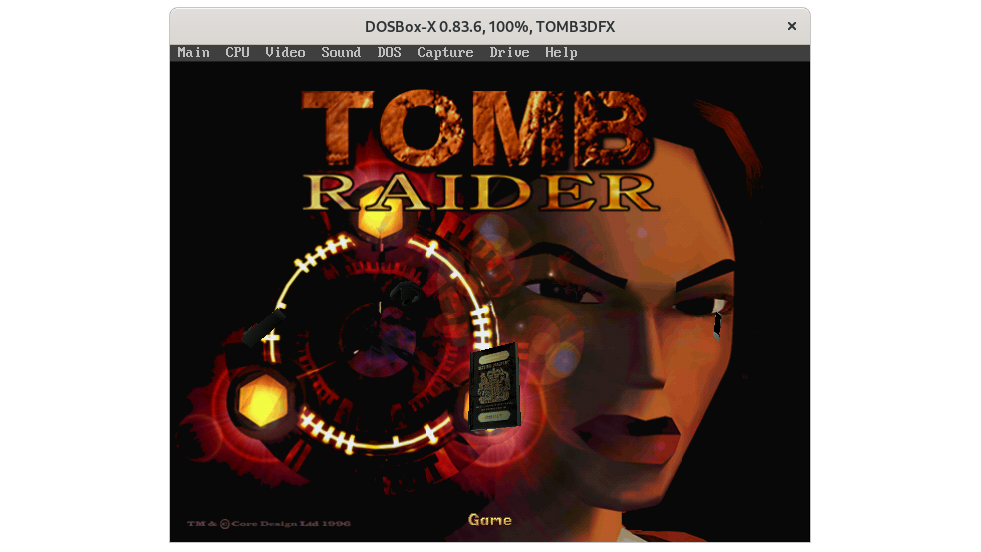 DOSBox-X 0.83.6, 100%, TOMB3DFX
Main CPU Video Sound DOS Capture Drive Help
TOMB
RAIDER
TM & © Core Design Ltd 1996
Game